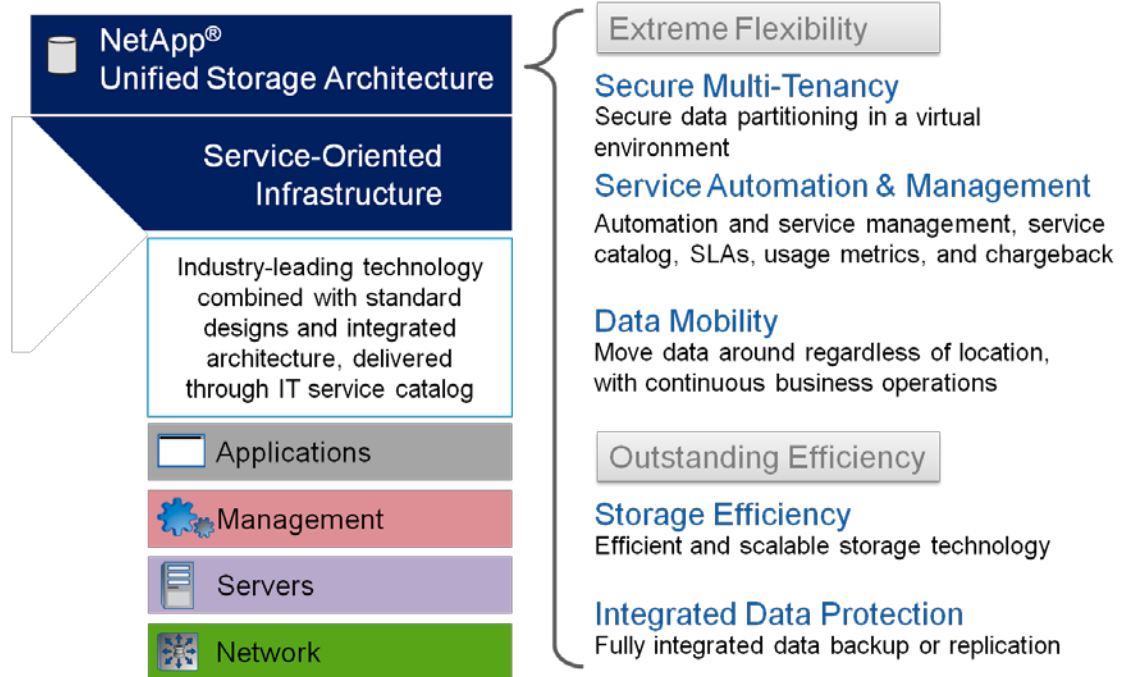 NetApp®
Unified Storage Architecture
Service-Oriented
Infrastructure
Industry-leading technology
combined with standard
designs and integrated
architecture, delivered
through IT service catalog
Applications
Management
Servers
Network
Extreme Flexibility
Secure Multi-Tenancy
Secure data partitioning in a virtual
environment
Service Automation & Management
Automation and service management, service
catalog, SLAs, usage metrics, and chargeback
Data Mobility
Move data around regardless of location,
with continuous business operations
Outstanding Efficiency
Storage Efficiency
Efficient and scalable storage technology
Integrated Data Protection
Fully integrated data backup or replication